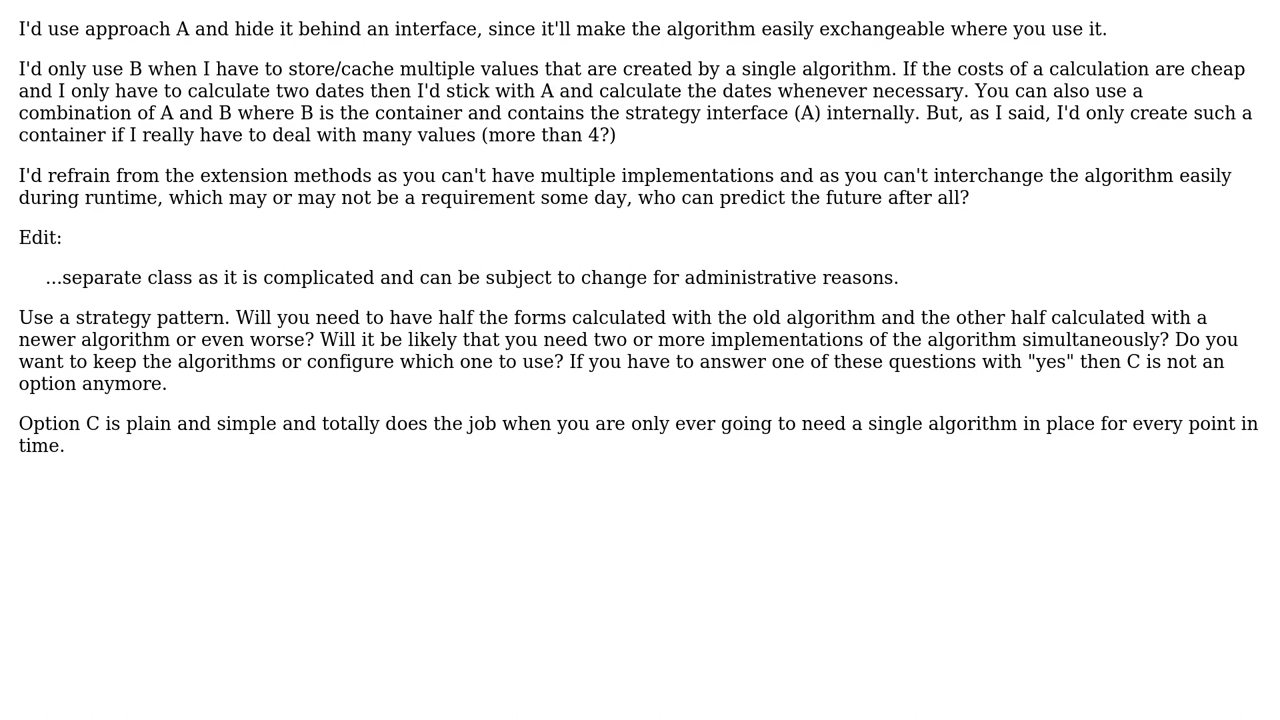 I'd use approach A and hide it behind an interface, since it'll make the algorithm easily exchangeable where you use it.
I'd only use B when I have to store/cache multiple values that are created by a single algorithm. If the costs of a calculation are cheap
and I only have to calculate two dates then I'd stick with A and calculate the dates whenever necessary. You can also use a
combination of A and B where B is the container and contains the strategy interface (A) internally. But, as I said, I'd only create such a
container if I really have to deal with many values (more than 4?)
I'd refrain from the extension methods as you can't have multiple implementations and as you can't interchange the algorithm easily
during runtime, which may or may not be a requirement some day, who can predict the future after all?
Edit:
...separate class as it is complicated and can be subject to change for administrative reasons.
Use a strategy pattern. Will you need to have half the forms calculated with the old algorithm and the other half calculated with a
newer algorithm or even worse? Will it be likely that you need two or more implementations of the algorithm simultaneously? Do you
want to keep the algorithms or configure which one to use? If you have to answer one of these questions with "yes" then C is not an
option anymore.
Option C is plain and simple and totally does the job when you are only ever going to need a single algorithm in place for every point in
time.